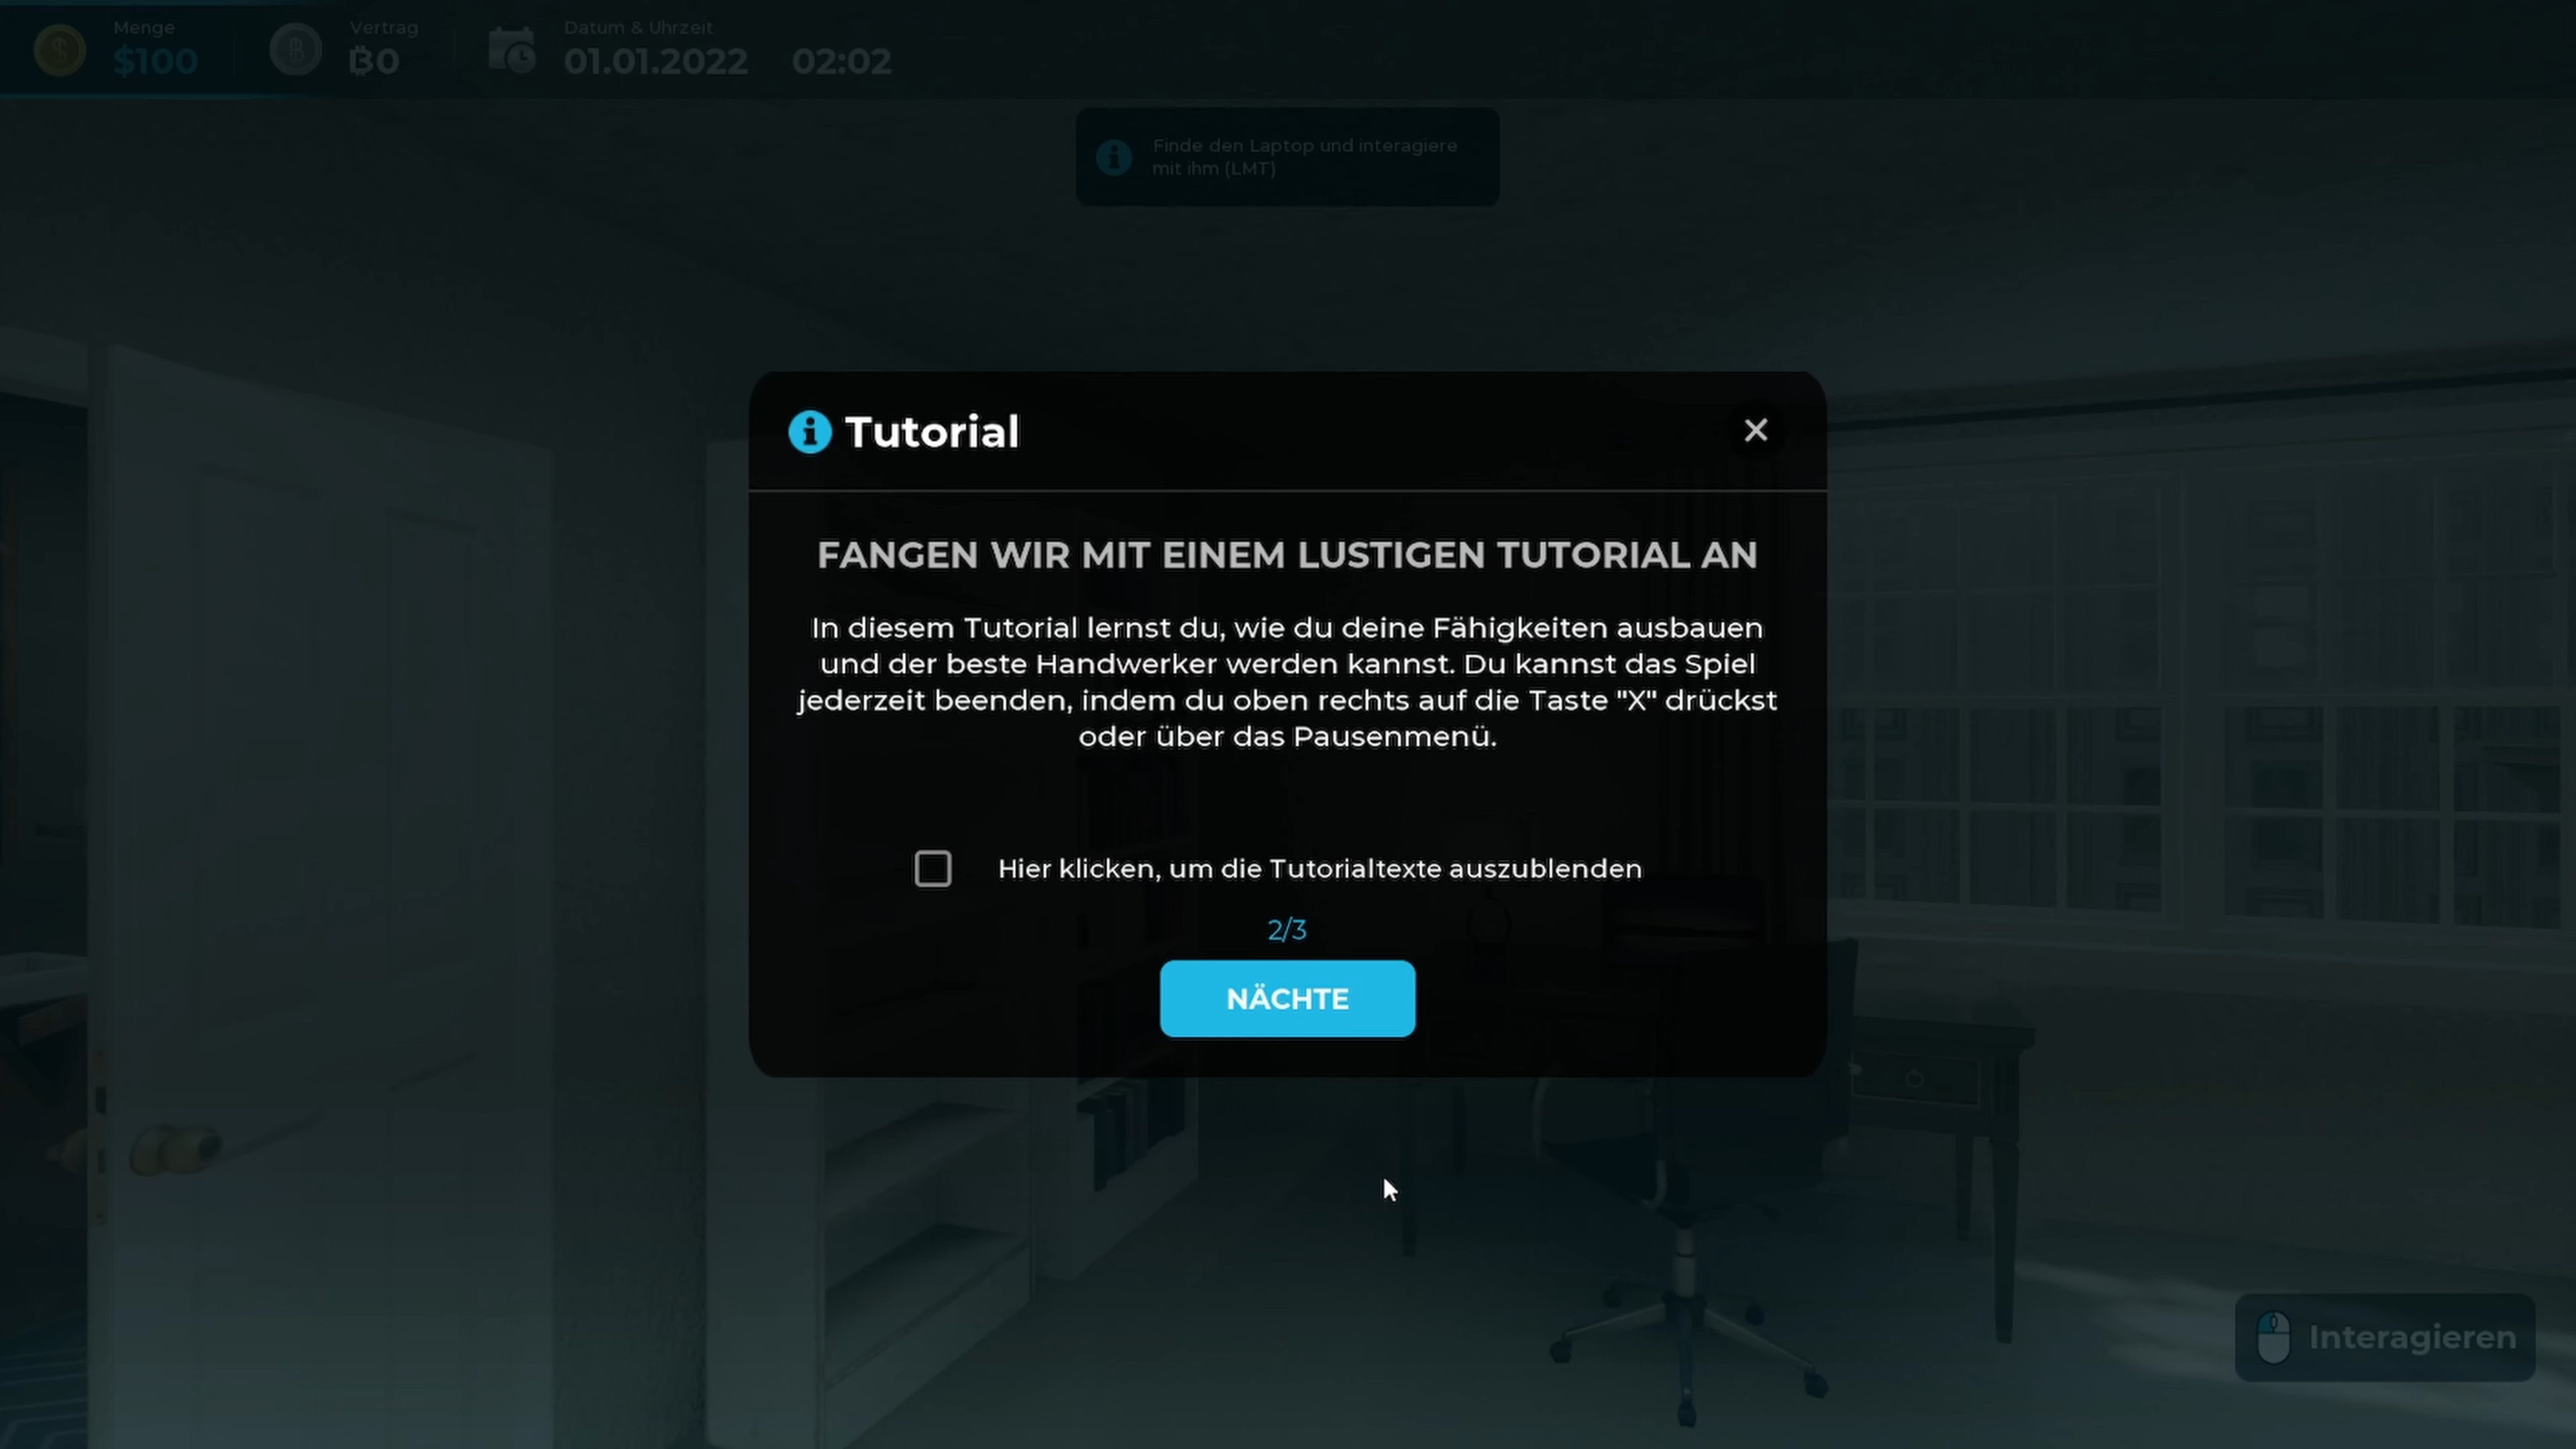 Menge
$100
Vertrag
₿0
Datum & Uhrzeit
01.01.2022 02:02
Finde den Laptop und interagiere
mit ihm (LMT)
Tutorial
FANGEN WIR MIT EINEM LUSTIGEN TUTORIAL AN
In diesem Tutorial lernst du, wie du deine Fähigkeiten ausbauen
und der beste Handwerker werden kannst. Du kannst das Spiel
jederzeit beenden, indem du oben rechts auf die Taste "X" drückst
oder über das Pausenmenü.
Hier klicken, um die Tutorialtexte auszublenden
2/3
NÄCHTE
Interagieren